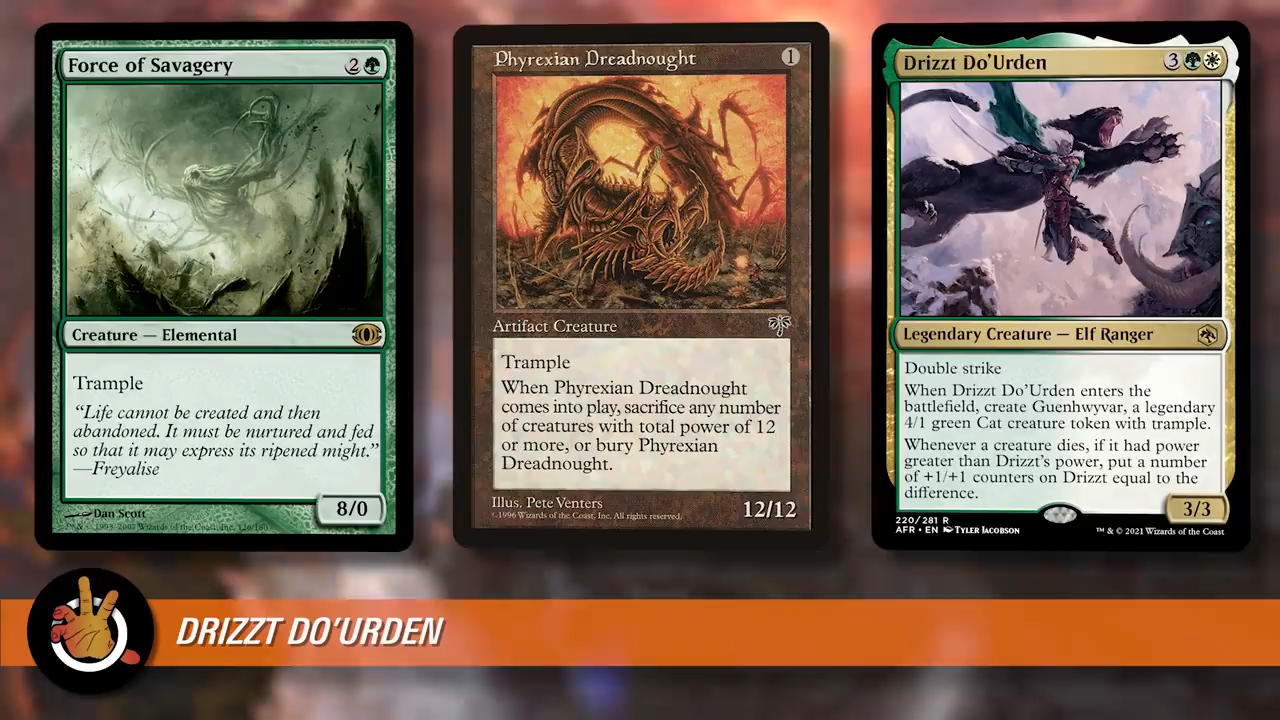 Force of Savagery 2
Creature — Elemental
Trample
“Life cannot be created and then
abandoned. It must be nurtured and fed
so that it may express its ripened might.”
—Freyalise
8/0
Dan Scott
Phyrexian Dreadnought 1
Artifact Creature
Trample
When Phyrexian Dreadnought
comes into play, sacrifice any number
of creatures with total power of 12
or more, or bury Phyrexian
Dreadnought.
Illus. Pete Venters
©1996 Wizards of the Coast, Inc. All rights reserved.
12/12
Drizzt Do'Urden 3
Legendary Creature — Elf Ranger
Double strike
When Drizzt Do'Urden enters the
battlefield, create Guenhwyvar, a legendary
4/1 green Cat creature token with trample.
Whenever a creature dies, if it had power
greater than Drizzt's power, put a number
of +1/+1 counters on Drizzt equal to the
difference.
3/3
220/281 R
AFR • EN Tyler Jacobson
™ & © 2021 Wizards of the Coast
DRIZZT DO'URDEN